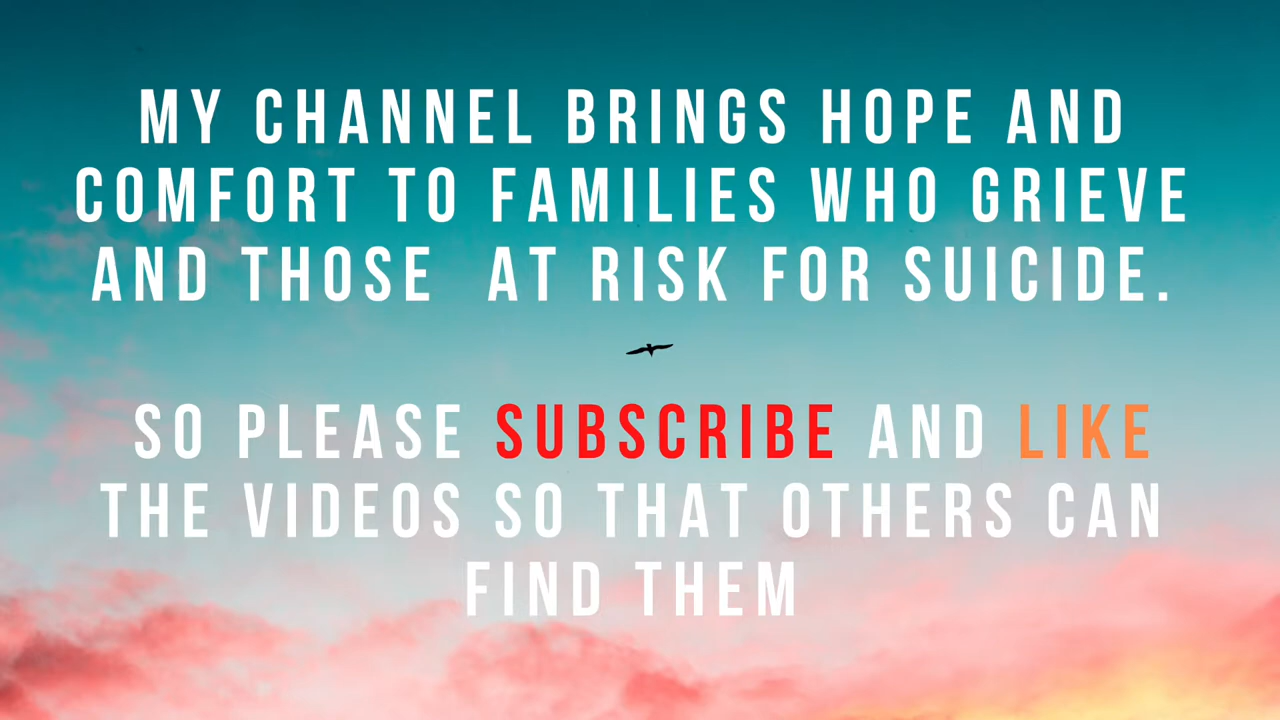 MY CHANNEL BRINGS HOPE AND
COMFORT TO FAMILIES WHO GRIEVE
AND THOSE  AT RISK FOR SUICIDE.
SO PLEASE SUBSCRIBE AND LIKE
THE VIDEOS SO THAT OTHERS CAN
FIND THEM